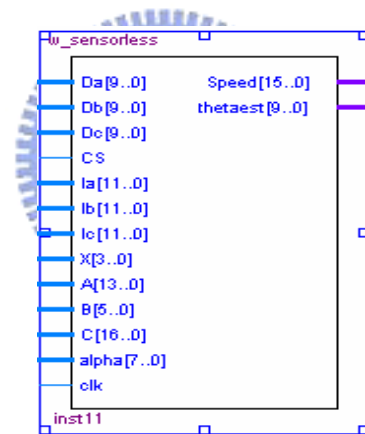 w_sensorless
Da[9..0] Speed[15..0]
Db[9..0] thetaest[9..0]
Dc[9..0]
CS
Ia[11..0]
Ib[11..0]
Ic[11..0]
X[3..0]
A[13..0]
B[5..0]
C[16..0]
alpha[7..0]
clk
inst11